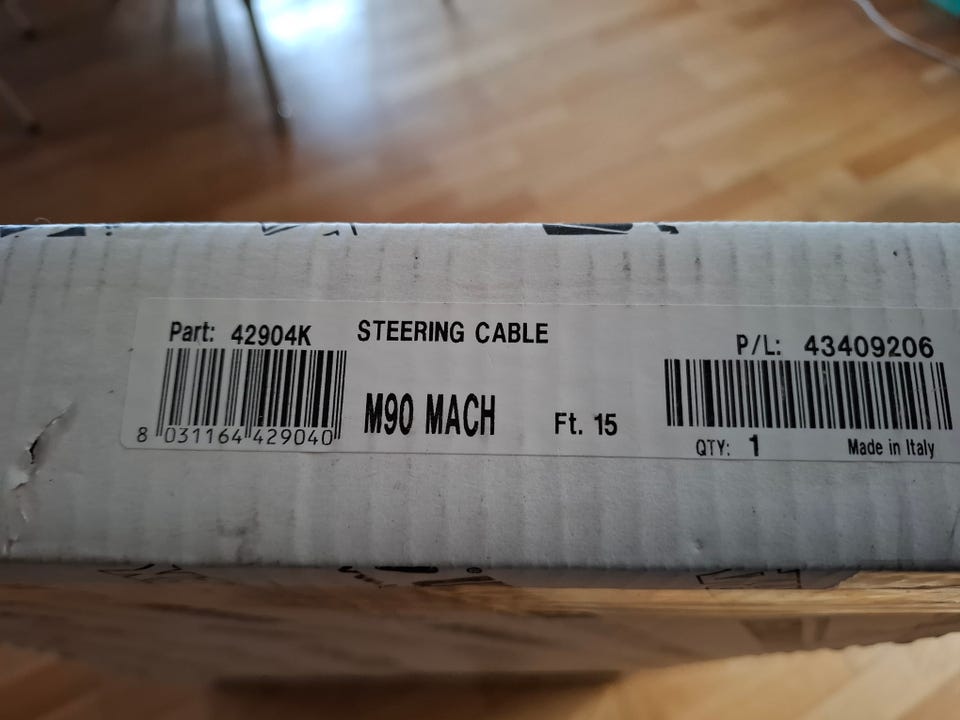 Part: 42904K
STEERING CABLE
P/L: 43409206
8 031164 429040
M90 MACH
Ft. 15
QTY: 1
Made in Italy